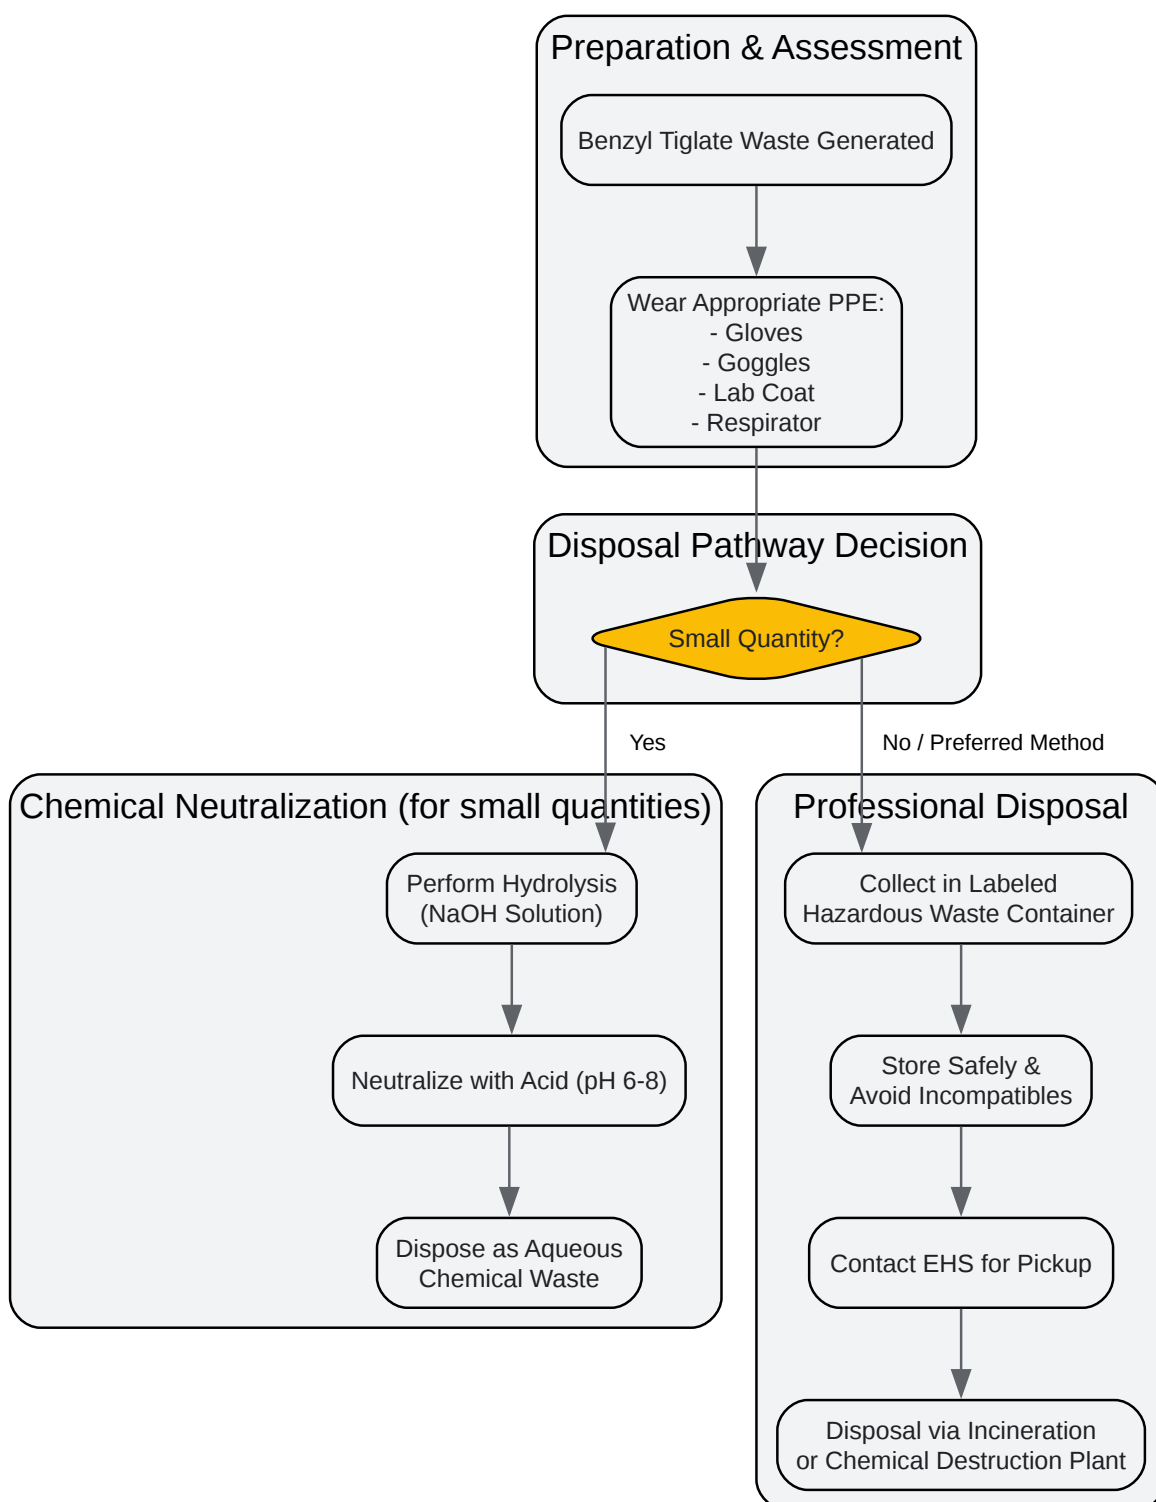 Preparation & Assessment
Benzyl Tiglate Waste Generated
Wear Appropriate PPE:
- Gloves
- Goggles
- Lab Coat
- Respirator
Disposal Pathway Decision
Small Quantity?
Yes
No / Preferred Method
Chemical Neutralization (for small quantities)
Perform Hydrolysis
(NaOH Solution)
Neutralize with Acid (pH 6-8)
Dispose as Aqueous
Chemical Waste
Professional Disposal
Collect in Labeled
Hazardous Waste Container
Store Safely &
Avoid Incompatibles
Contact EHS for Pickup
Disposal via Incineration
or Chemical Destruction Plant